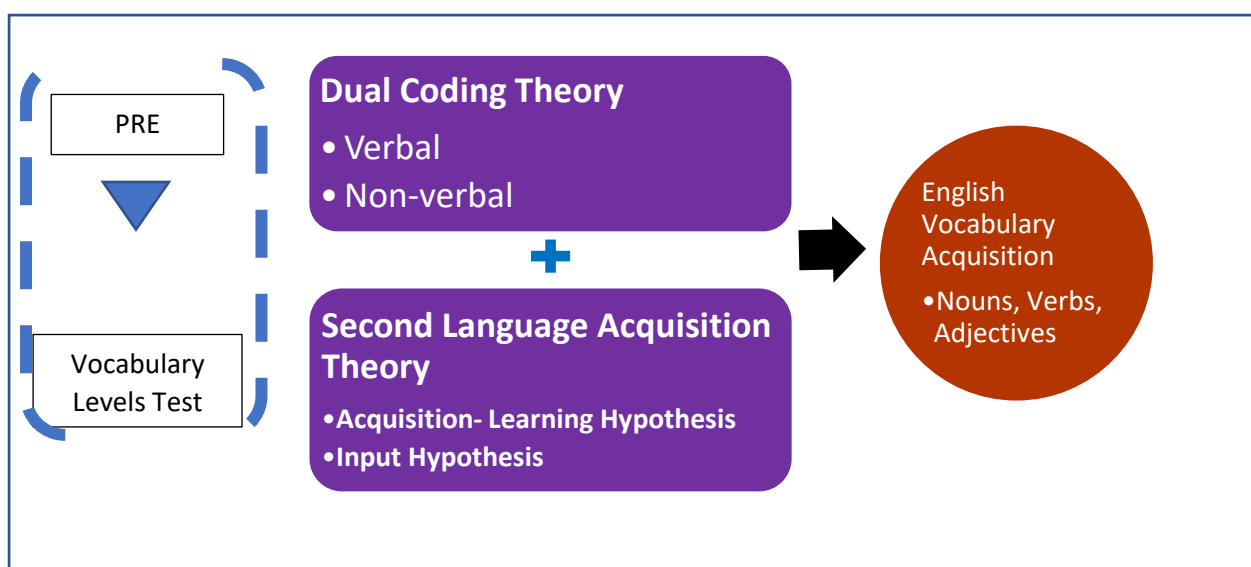 PRE
Vocabulary
Levels Test
Dual Coding Theory
• Verbal
• Non-verbal
Second Language Acquisition
Theory
•Acquisition- Learning Hypothesis
•Input Hypothesis
English
Vocabulary
Acquisition
•Nouns, Verbs,
Adjectives